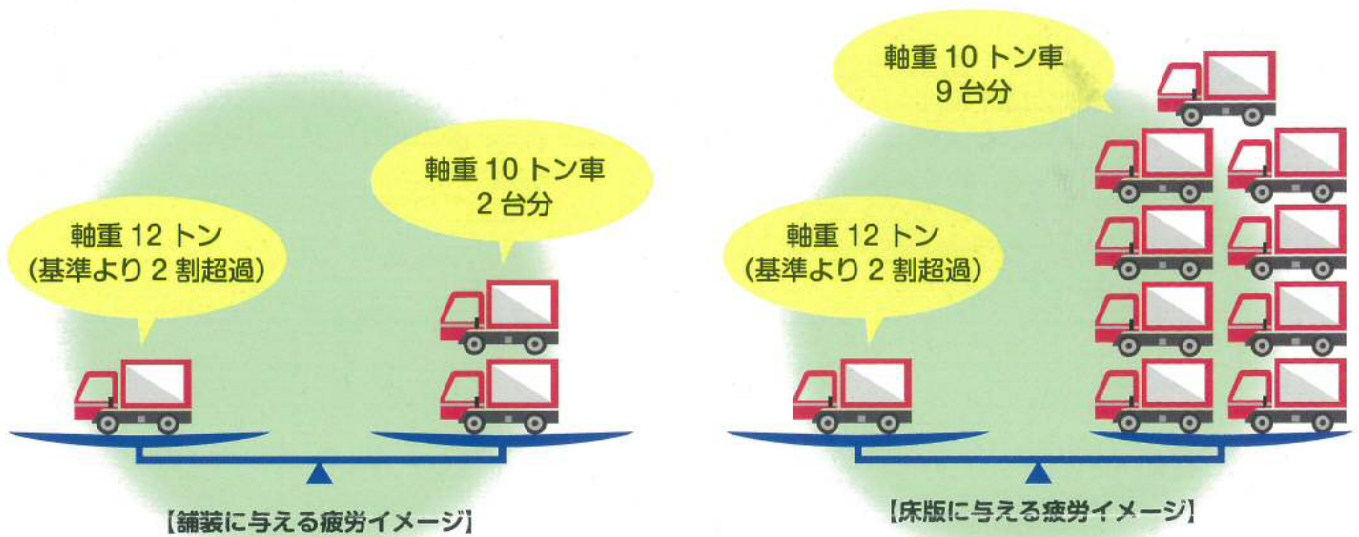 軸重 12 トン
(基準より 2 割超過)
軸重 10 トン車
2 台分
【舗装に与える疲労イメージ】
軸重 12 トン
(基準より 2 割超過)
軸重 10 トン車
9 台分
【床版に与える疲労イメージ】